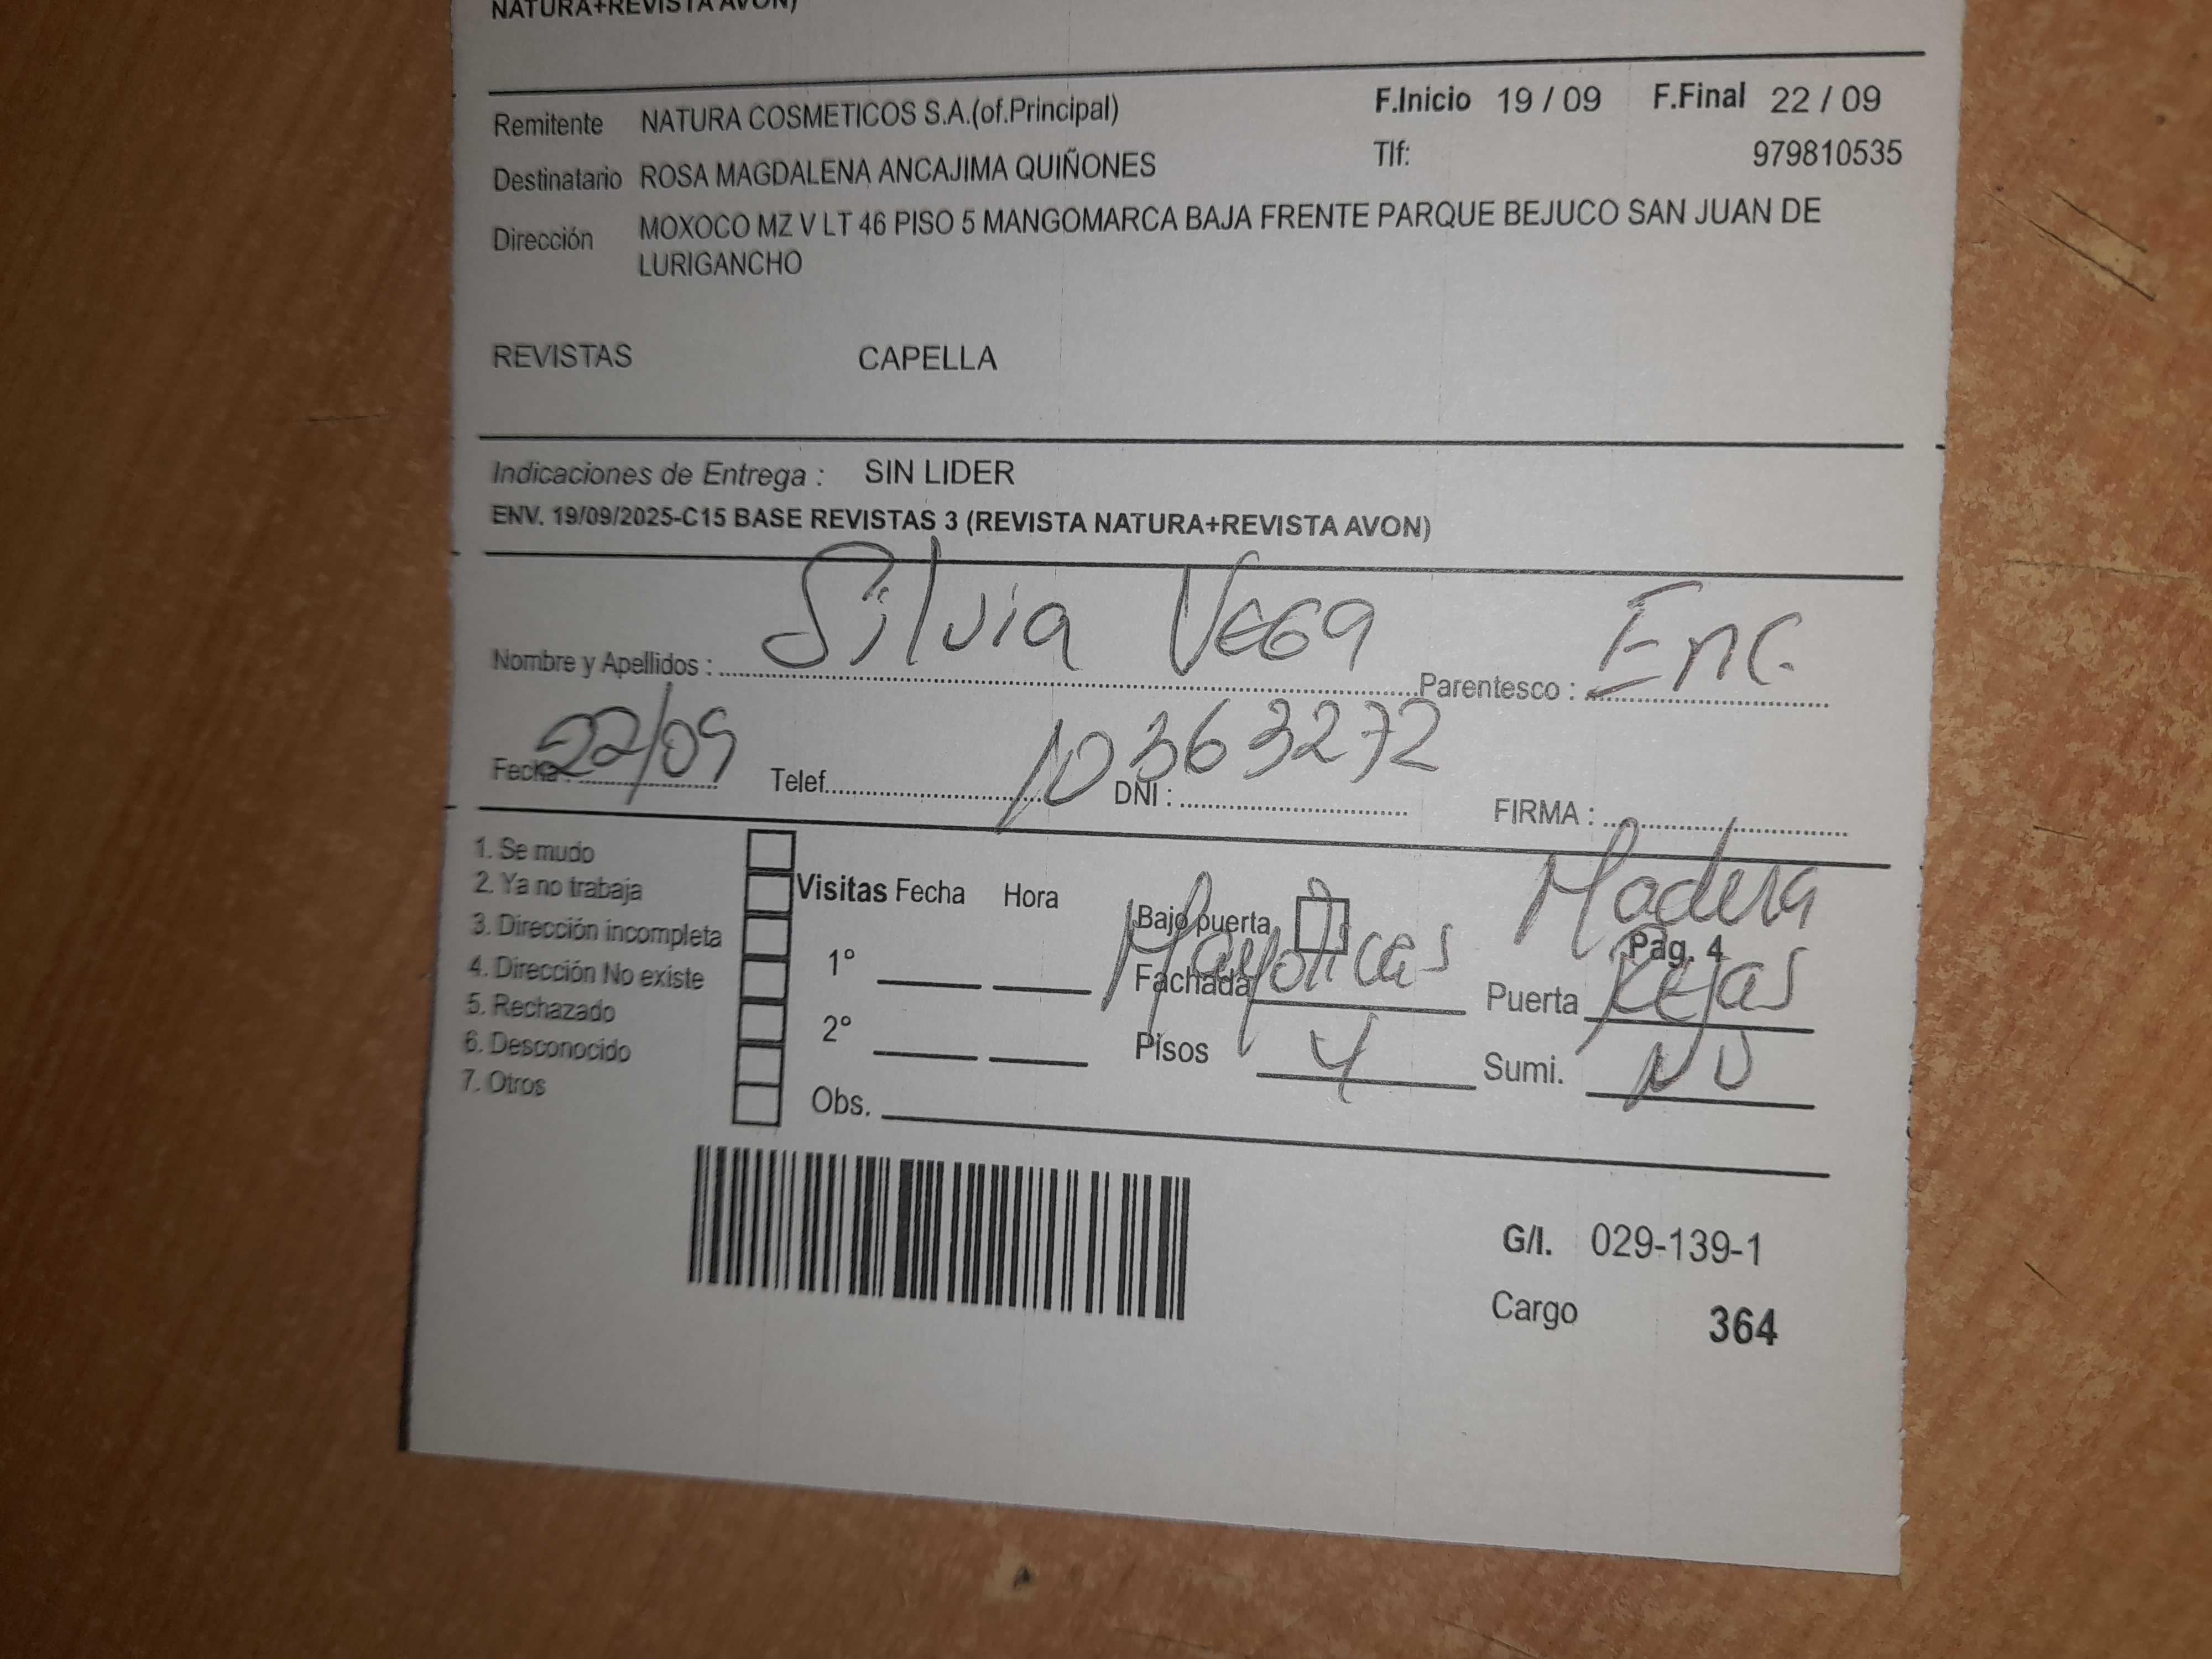 NATURA+REVISTA AVON)
Remitente NATURA COSMETICOS S.A.(of.Principal) F.Inicio 19 / 09 F.Final 22 / 09
Destinatario ROSA MAGDALENA ANCAJIMA QUIÑONES Tlf: 979810535
Dirección MOXOCO MZ V LT 46 PISO 5 MANGOMARCA BAJA FRENTE PARQUE BEJUCO SAN JUAN DE
LURIGANCHO
REVISTAS CAPELLA
Indicaciones de Entrega : SIN LIDER
ENV. 19/09/2025-C15 BASE REVISTAS 3 (REVISTA NATURA+REVISTA AVON)
Nombre y Apellidos : Silvia Vega Parentesco : Enc.
Fecha : 22/09 Telef. DNI : 10363272 FIRMA :
1. Se mudo
2. Ya no trabaja
3. Dirección incompleta
4. Dirección No existe
5. Rechazado
6. Desconocido
7. Otros
Visitas Fecha Hora
1°
2°
Obs.
Bajo puerta Madera
Pag. 4
Fachada Mayolicas Puerta Rejas
Pisos 4 Sumi. NO
G/I. 029-139-1
Cargo 364